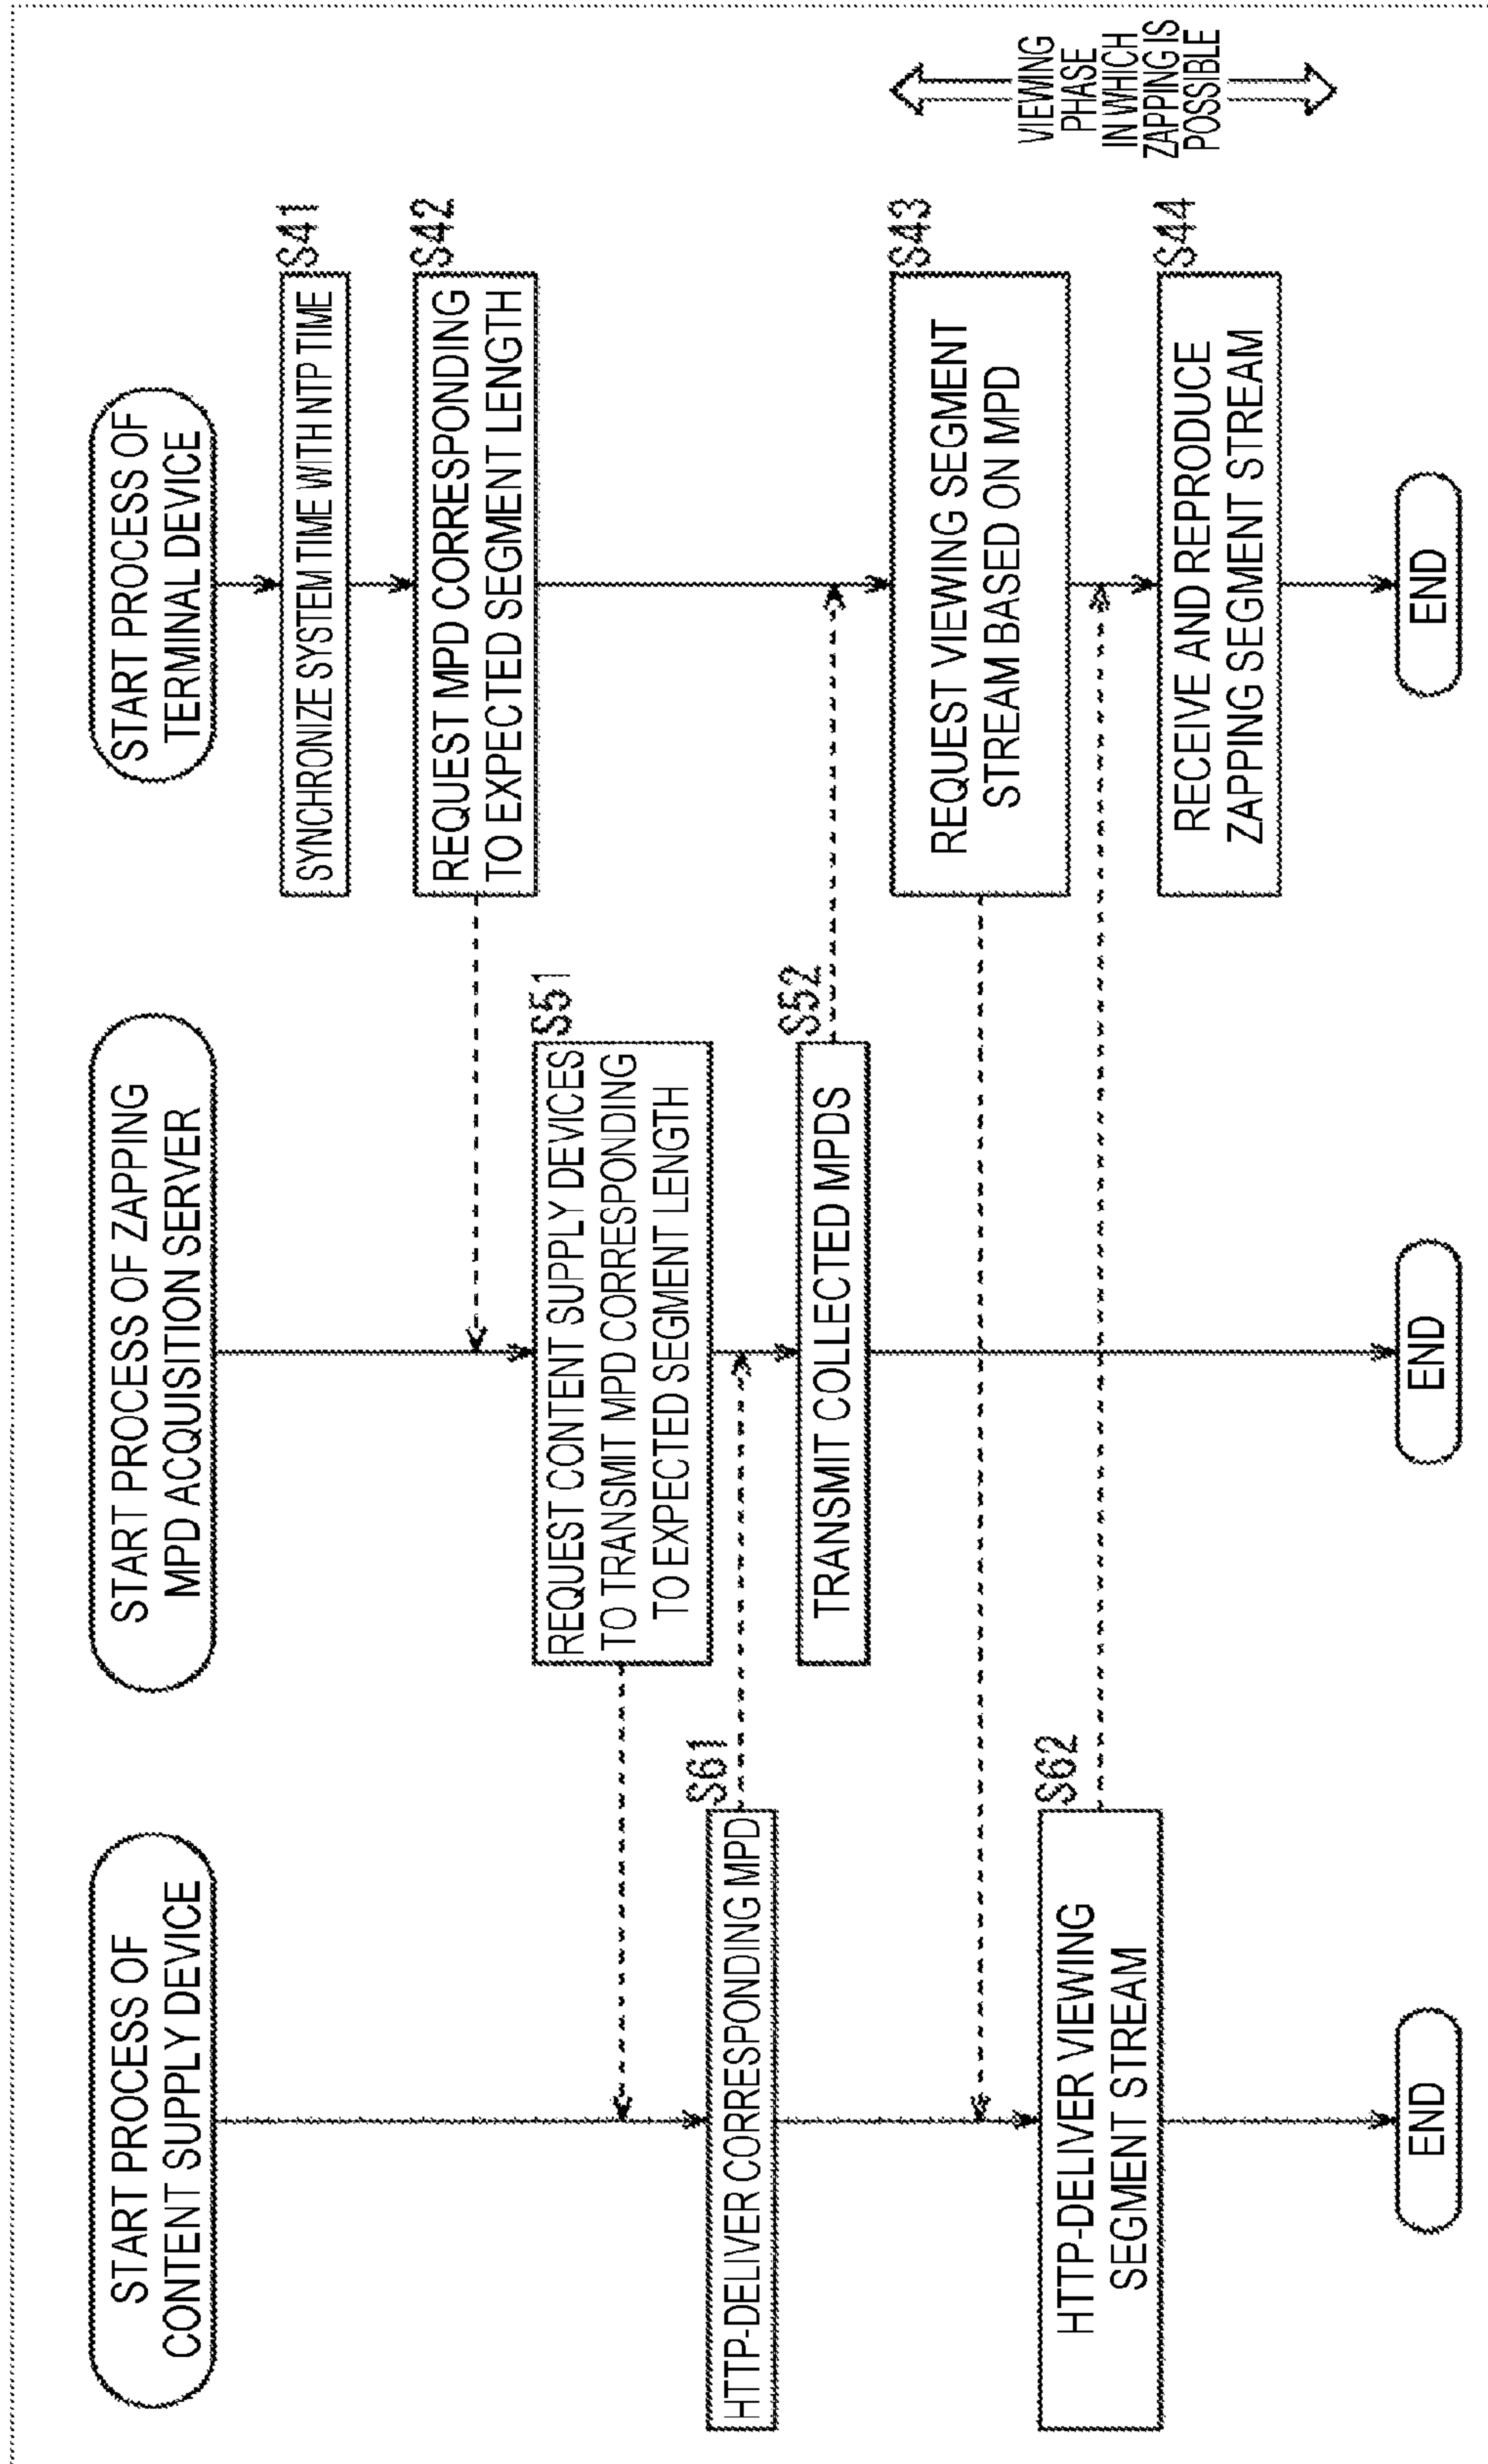 START PROCESS OF
CONTENT SUPPLY DEVICE
START PROCESS OF ZAPPING
MPD ACQUISITION SERVER
START PROCESS OF
TERMINAL DEVICE
S41
SYNCHRONIZE SYSTEM TIME WITH NTP TIME
S42
REQUEST MPD CORRESPONDING
TO EXPECTED SEGMENT LENGTH
S51
REQUEST CONTENT SUPPLY DEVICES
TO TRANSMIT MPD CORRESPONDING
TO EXPECTED SEGMENT LENGTH
S61
HTTP-DELIVER CORRESPONDING MPD
S52
TRANSMIT COLLECTED MPDS
S43
REQUEST VIEWING SEGMENT
STREAM BASED ON MPD
VIEWING
PHASE
IN WHICH
ZAPPING IS
POSSIBLE
S62
HTTP-DELIVER VIEWING
SEGMENT STREAM
S44
RECEIVE AND REPRODUCE
ZAPPING SEGMENT STREAM
END
END
END